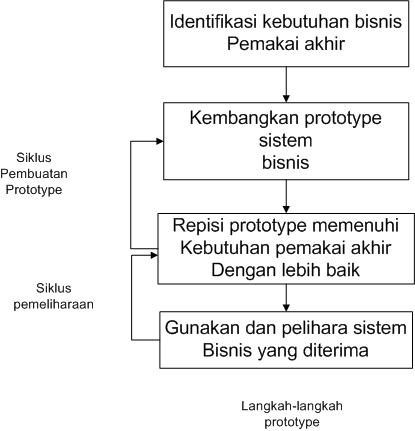 Identifikasi kebutuhan bisnis
Pemakai akhir
Kembangkan prototype
sistem
bisnis
Siklus
Pembuatan
Prototype
Repisi prototype memenuhi
Kebutuhan pemakai akhir
Dengan lebih baik
Siklus
pemeliharaan
Gunakan dan pelihara sistem
Bisnis yang diterima
Langkah-langkah
prototype